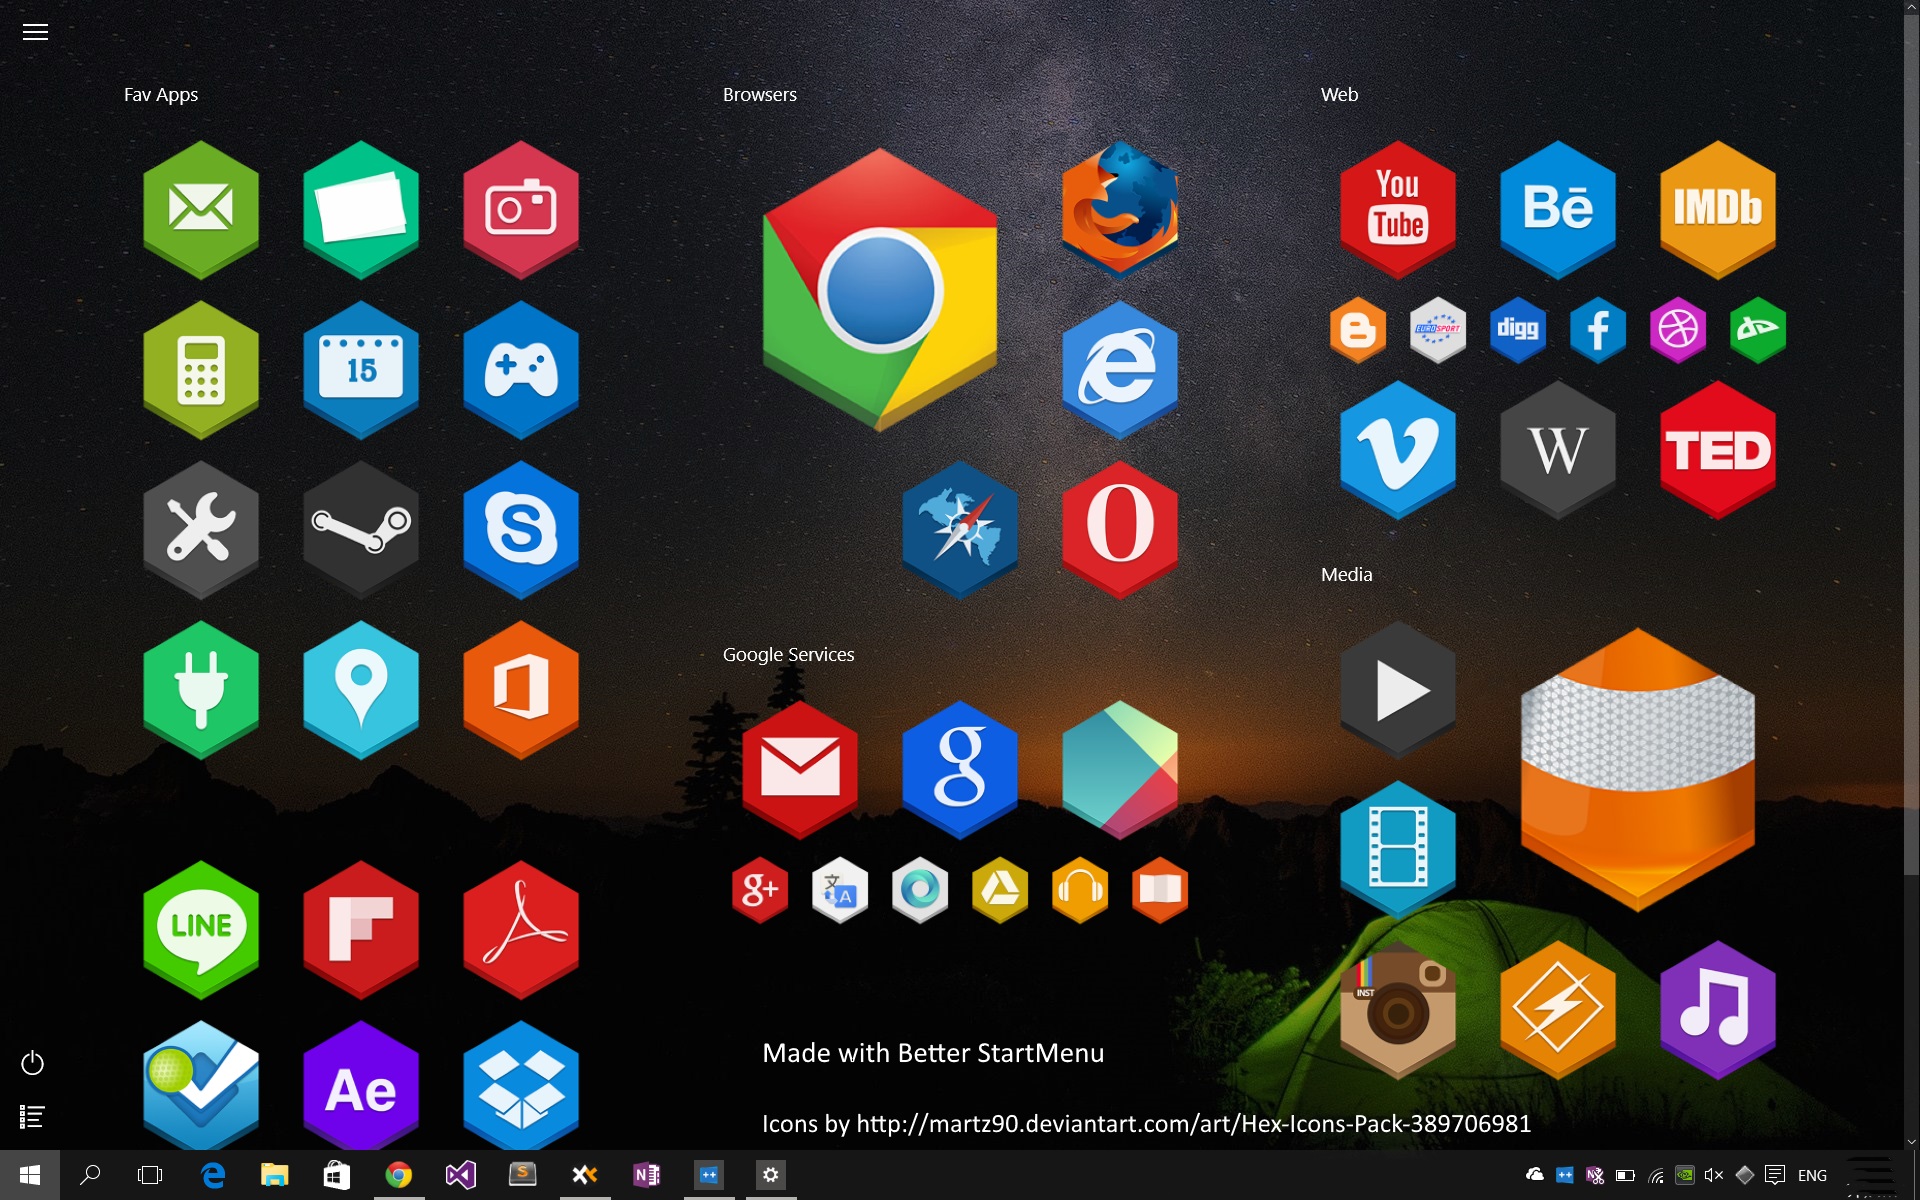 Fav Apps
Browsers
Web
You
Tube
Bē
IMDb
EUROSPORT
digg
15
W
TED
Media
Google Services
g+
LINE
INST
Ae
Made with Better StartMenu
Icons by http://martz90.deviantart.com/art/Hex-Icons-Pack-389706981
ENG